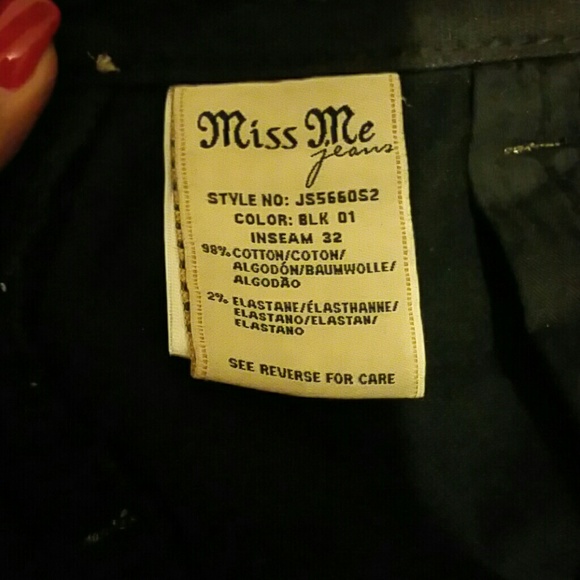 Miss Me
jeans
STYLE NO: JS5660S2
COLOR: BLK 01
INSEAM 32
98% COTTON/COTON/
ALGODÓN/BAUMWOLLE/
ALGODÃO
2% ELASTANE/ÉLASTHANNE/
ELASTANO/ELASTAN/
ELASTANO
SEE REVERSE FOR CARE